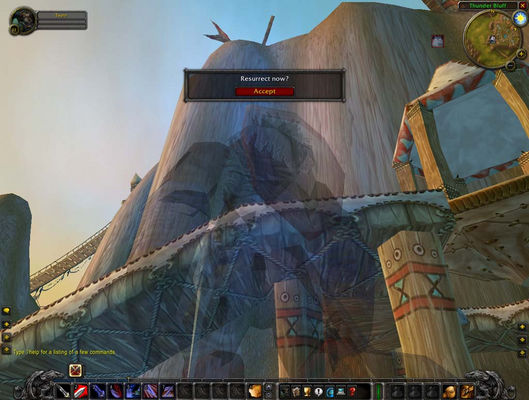 Thunder Bluff
Resurrect now?
Accept
Type /help for a listing of a few commands.